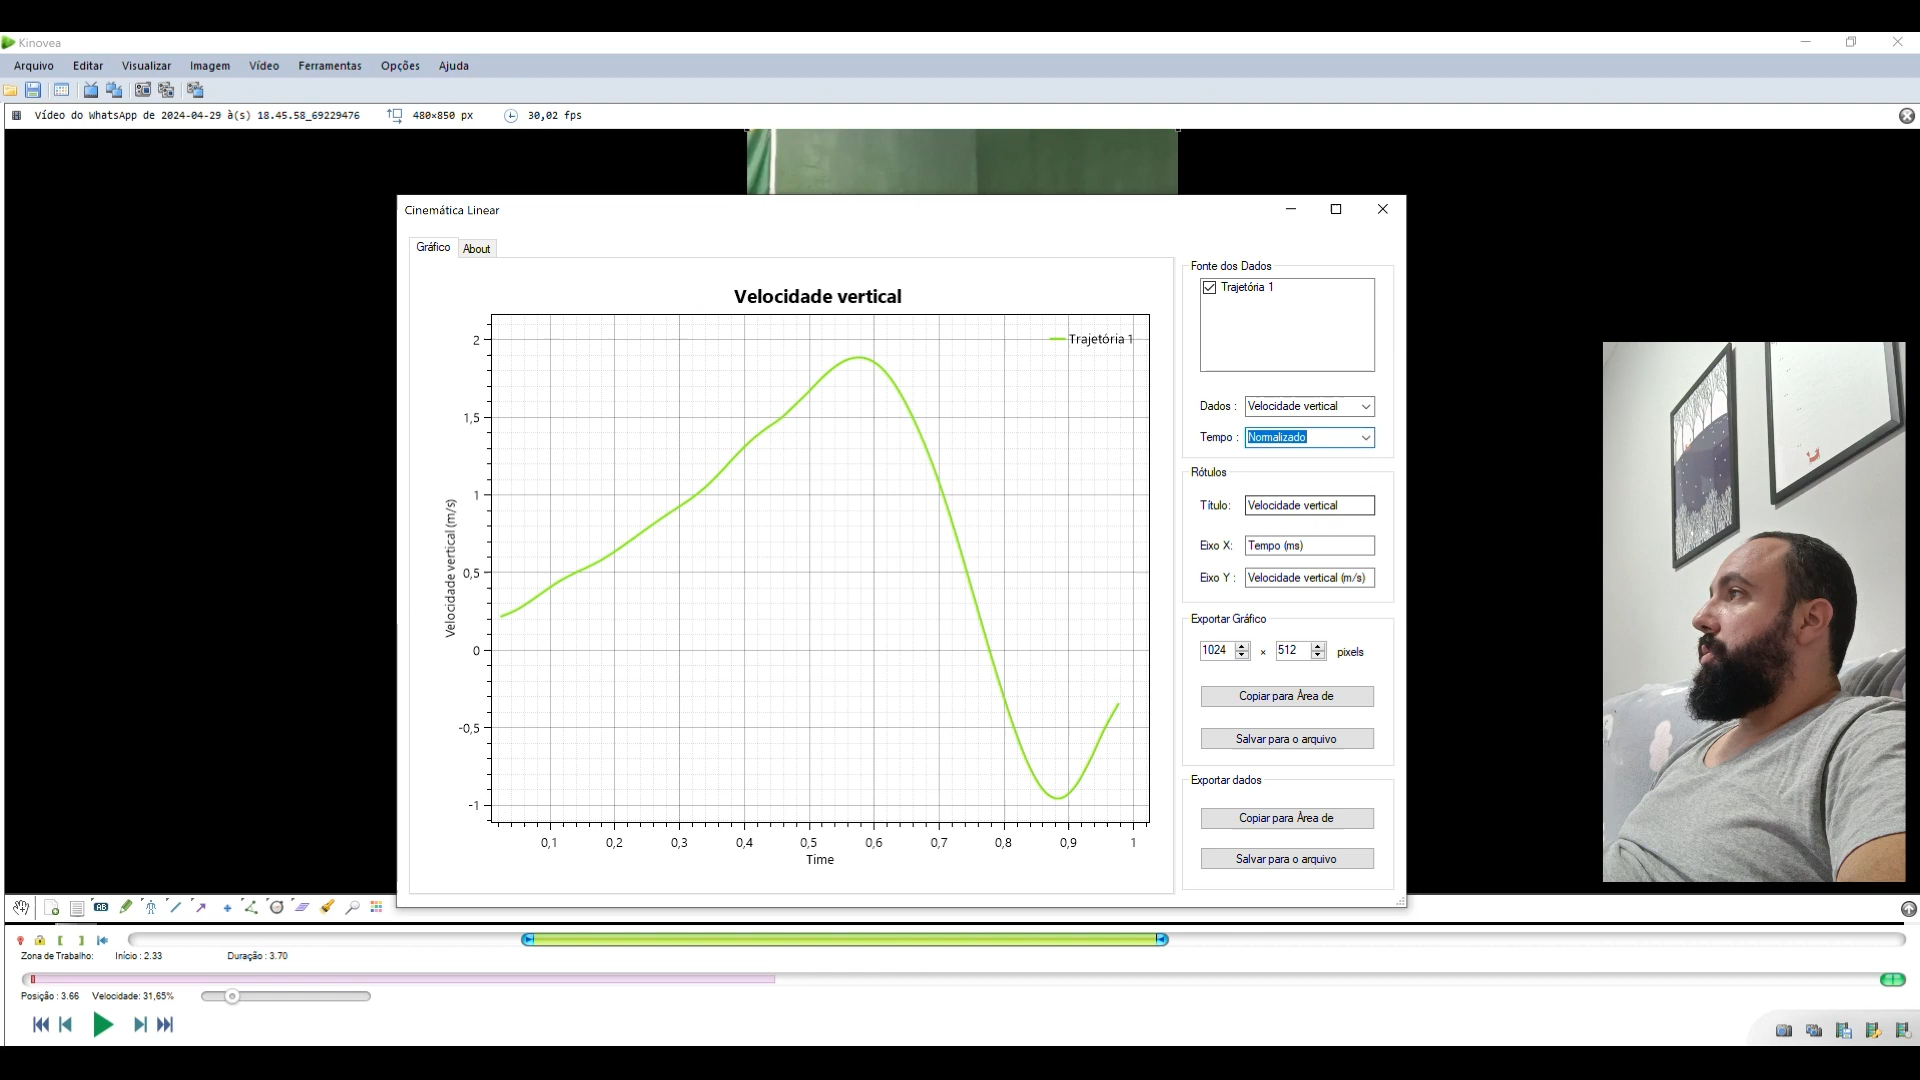 Kinovea
Arquivo Editar Visualizar Imagem Vídeo Ferramentas Opções Ajuda
Vídeo do WhatsApp de 2024-04-29 à(s) 18.45.58_69229476 480×850 px 30,02 fps
Cinemática Linear
Gráfico About
Velocidade vertical
Trajetória 1
2
1,5
1
0,5
0
-0,5
-1
Velocidade vertical (m/s)
0,1 0,2 0,3 0,4 0,5 0,6 0,7 0,8 0,9 1
Time
Fonte dos Dados
Trajetória 1
Dados : Velocidade vertical
Tempo : Normalizado
Rótulos
Título: Velocidade vertical
Eixo X: Tempo (ms)
Eixo Y : Velocidade vertical (m/s)
Exportar Gráfico
1024 × 512 pixels
Copiar para Área de
Salvar para o arquivo
Exportar dados
Copiar para Área de
Salvar para o arquivo
AB
Zona de Trabalho: Início : 2.33 Duração : 3.70
Posição : 3.66 Velocidade: 31,65%